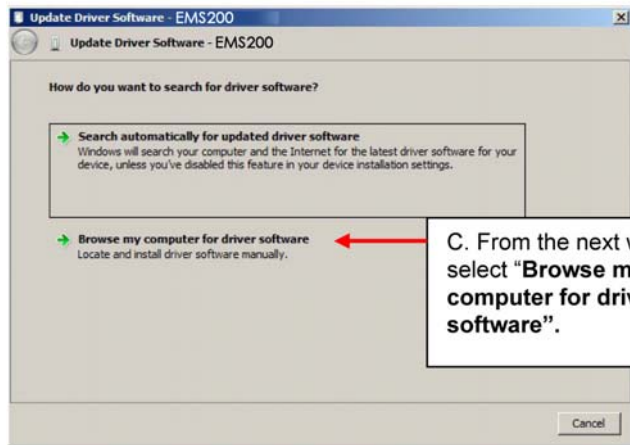 Update Driver Software - EMS200
Update Driver Software - EMS200
How do you want to search for driver software?
Search automatically for updated driver software
Windows will search your computer and the Internet for the latest driver software for your
device, unless you've disabled this feature in your device installation settings.
Browse my computer for driver software
Locate and install driver software manually.
C. From the next
select “Browse
computer for
software”.
Cancel